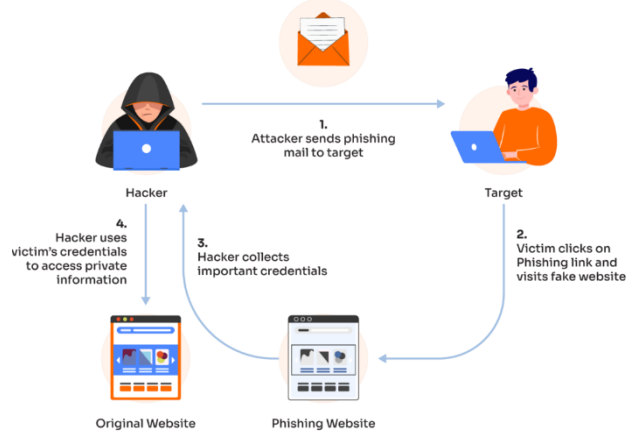 1.
Attacker sends phishing
mail to target
Hacker
Target
4.
Hacker uses
victim's credentials
to access private
information
3.
Hacker collects
important credentials
2.
Victim clicks on
Phishing link and
visits fake website
Original Website
Phishing Website